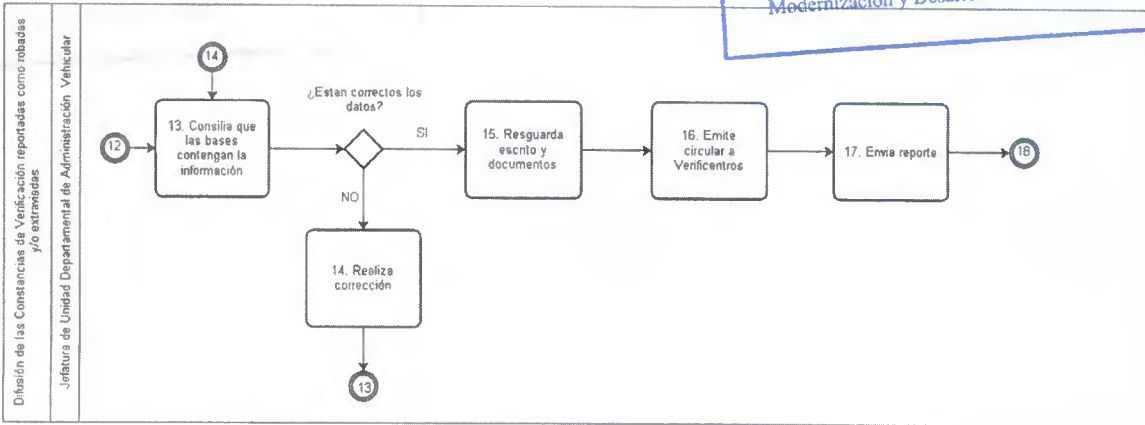 Modernización y
Difusión de las Constancias de Verificación reportadas como robadas
y/o extraviadas
Jefatura de Unidad Departamental de Administración Vehicular
14
12
13. Consilia que
las bases
contengan la
información
¿Estan correctos los
datos?
SI
NO
15. Resguarda
escrito y
documentos
16. Emite
circular a
Verificentros
17. Envia reporte
18
14. Realiza
corrección
13